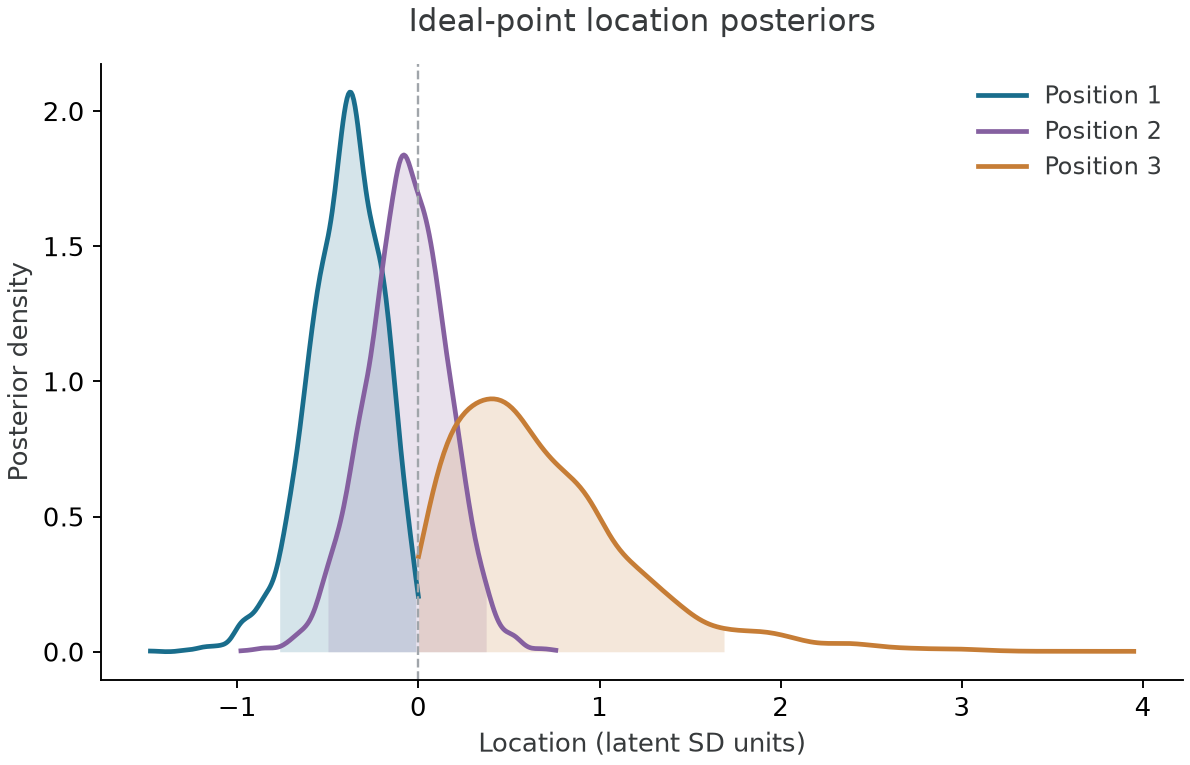 Ideal-point location posteriors
Position 1
Position 2
Position 3
Posterior density
2.0
1.5
1.0
0.5
0.0
−1 0 1 2 3 4
Location (latent SD units)